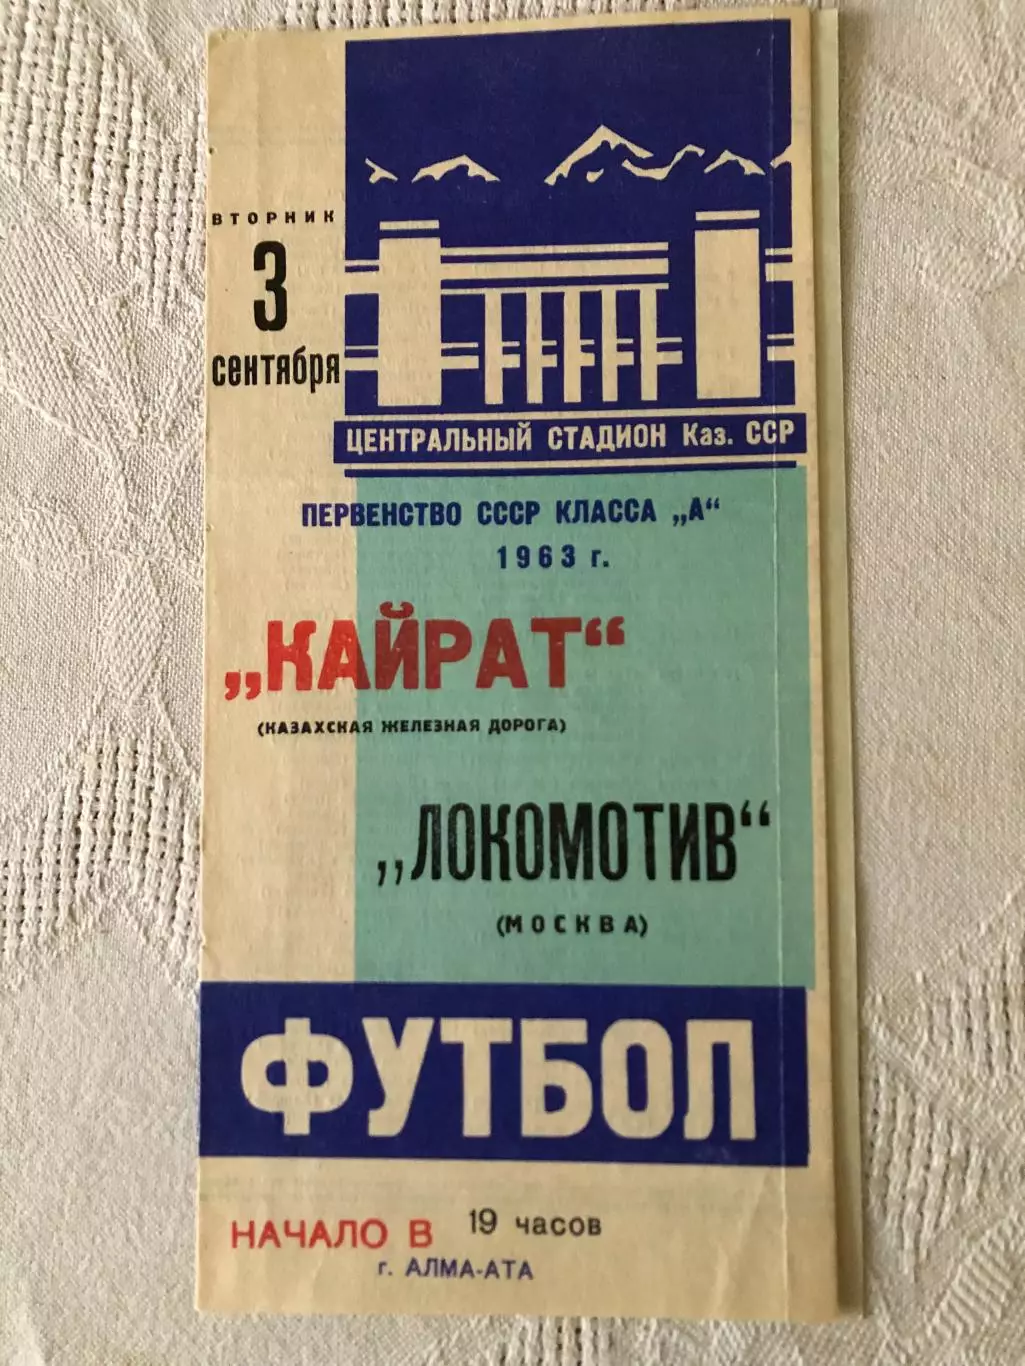 ВТОРНИК
3
сентября
ЦЕНТРАЛЬНЫЙ СТАДИОН Каз. ССР
ПЕРВЕНСТВО СССР КЛАССА „А“
1963 г.
„КАЙРАТ“
(КАЗАХСКАЯ ЖЕЛЕЗНАЯ ДОРОГА)
„ЛОКОМОТИВ“
(МОСКВА)
ФУТБОЛ
НАЧАЛО В 19 часов
г. АЛМА-АТА